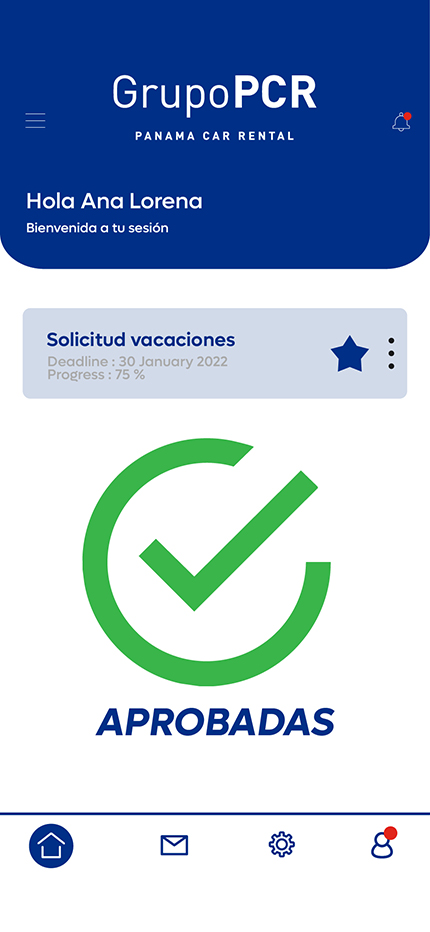 GrupoPCR
PANAMA CAR RENTAL
Hola Ana Lorena
Bienvenida a tu sesión
Solicitud vacaciones
Deadline : 30 January 2022
Progress : 75 %
APROBADAS